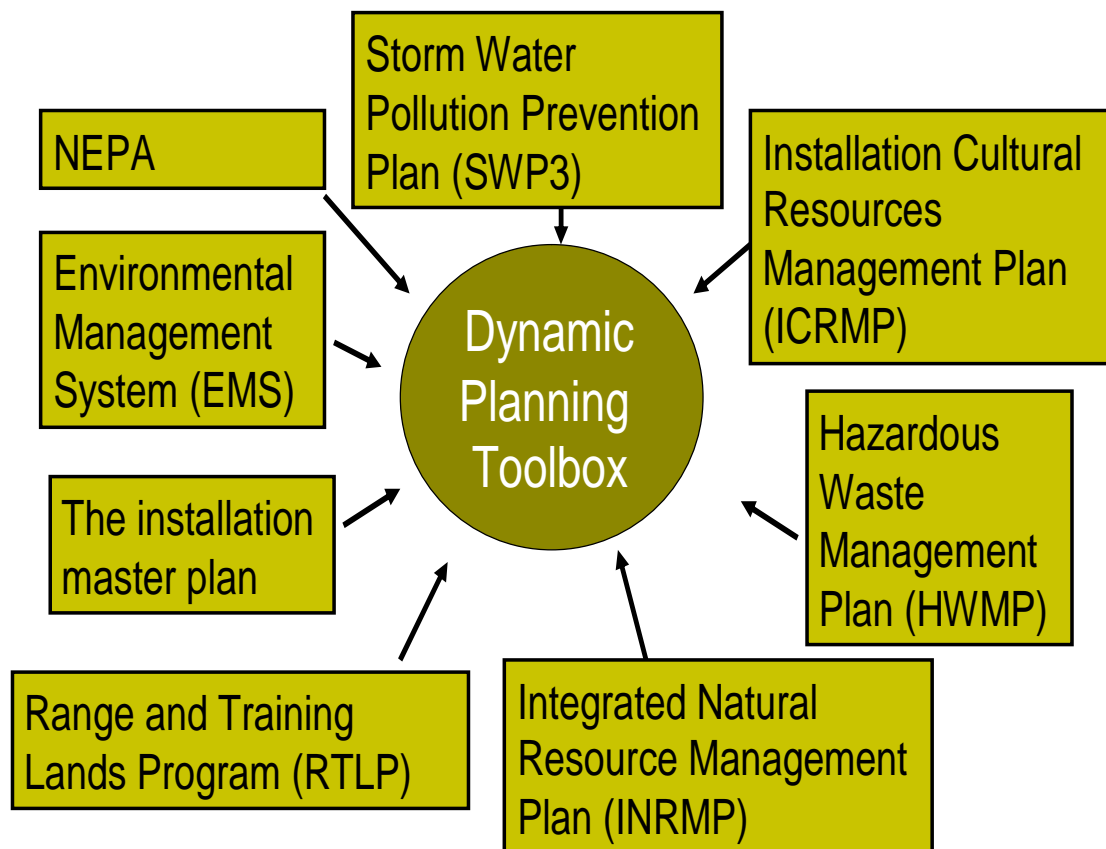 Storm Water
Pollution Prevention
Plan (SWP3)
NEPA
Installation Cultural
Resources
Management Plan
(ICRMP)
Environmental
Management
System (EMS)
Dynamic
Planning
Toolbox
Hazardous
Waste
Management
Plan (HWMP)
The installation
master plan
Range and Training
Lands Program (RTLP)
Integrated Natural
Resource Management
Plan (INRMP)